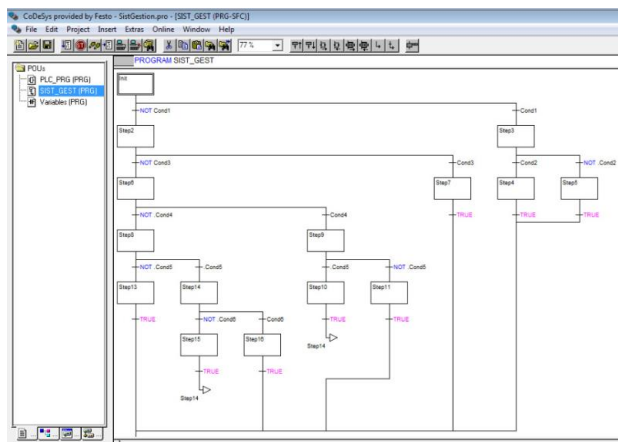 CoDeSys provided by Festo - SistGestion.pro - [SIST_GEST (PRG-SFC)]
File Edit Project Insert Extras Online Window Help
77 %
POUs
PLC_PRG (PRG)
SIST_GEST (PRG)
Variables (PRG)
PROGRAM SIST_GEST
Init
NOT Cond1 Cond1
Step2 Step3
NOT Cond3 Cond3 Cond2 NOT .Cond2
Step6 Step7 Step4 Step5
NOT .Cond4 Cond4 TRUE TRUE TRUE
Step8 Step9
NOT .Cond5 .Cond5 .Cond5 NOT .Cond5
Step13 Step14 Step10 Step11
TRUE NOT .Cond6 Cond6 TRUE TRUE
Step15 Step16 Step14
TRUE TRUE
Step14